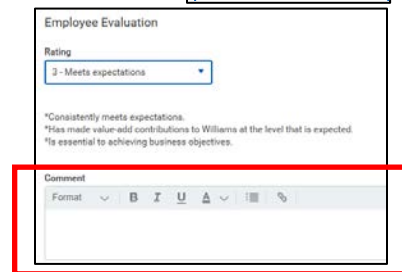 Employee Evaluation
Rating
3 - Meets expectations
*Consistently meets expectations.
*Has made value-add contributions to Williams at the level that is expected.
*Is essential to achieving business objectives.
Comment
Format B I U A